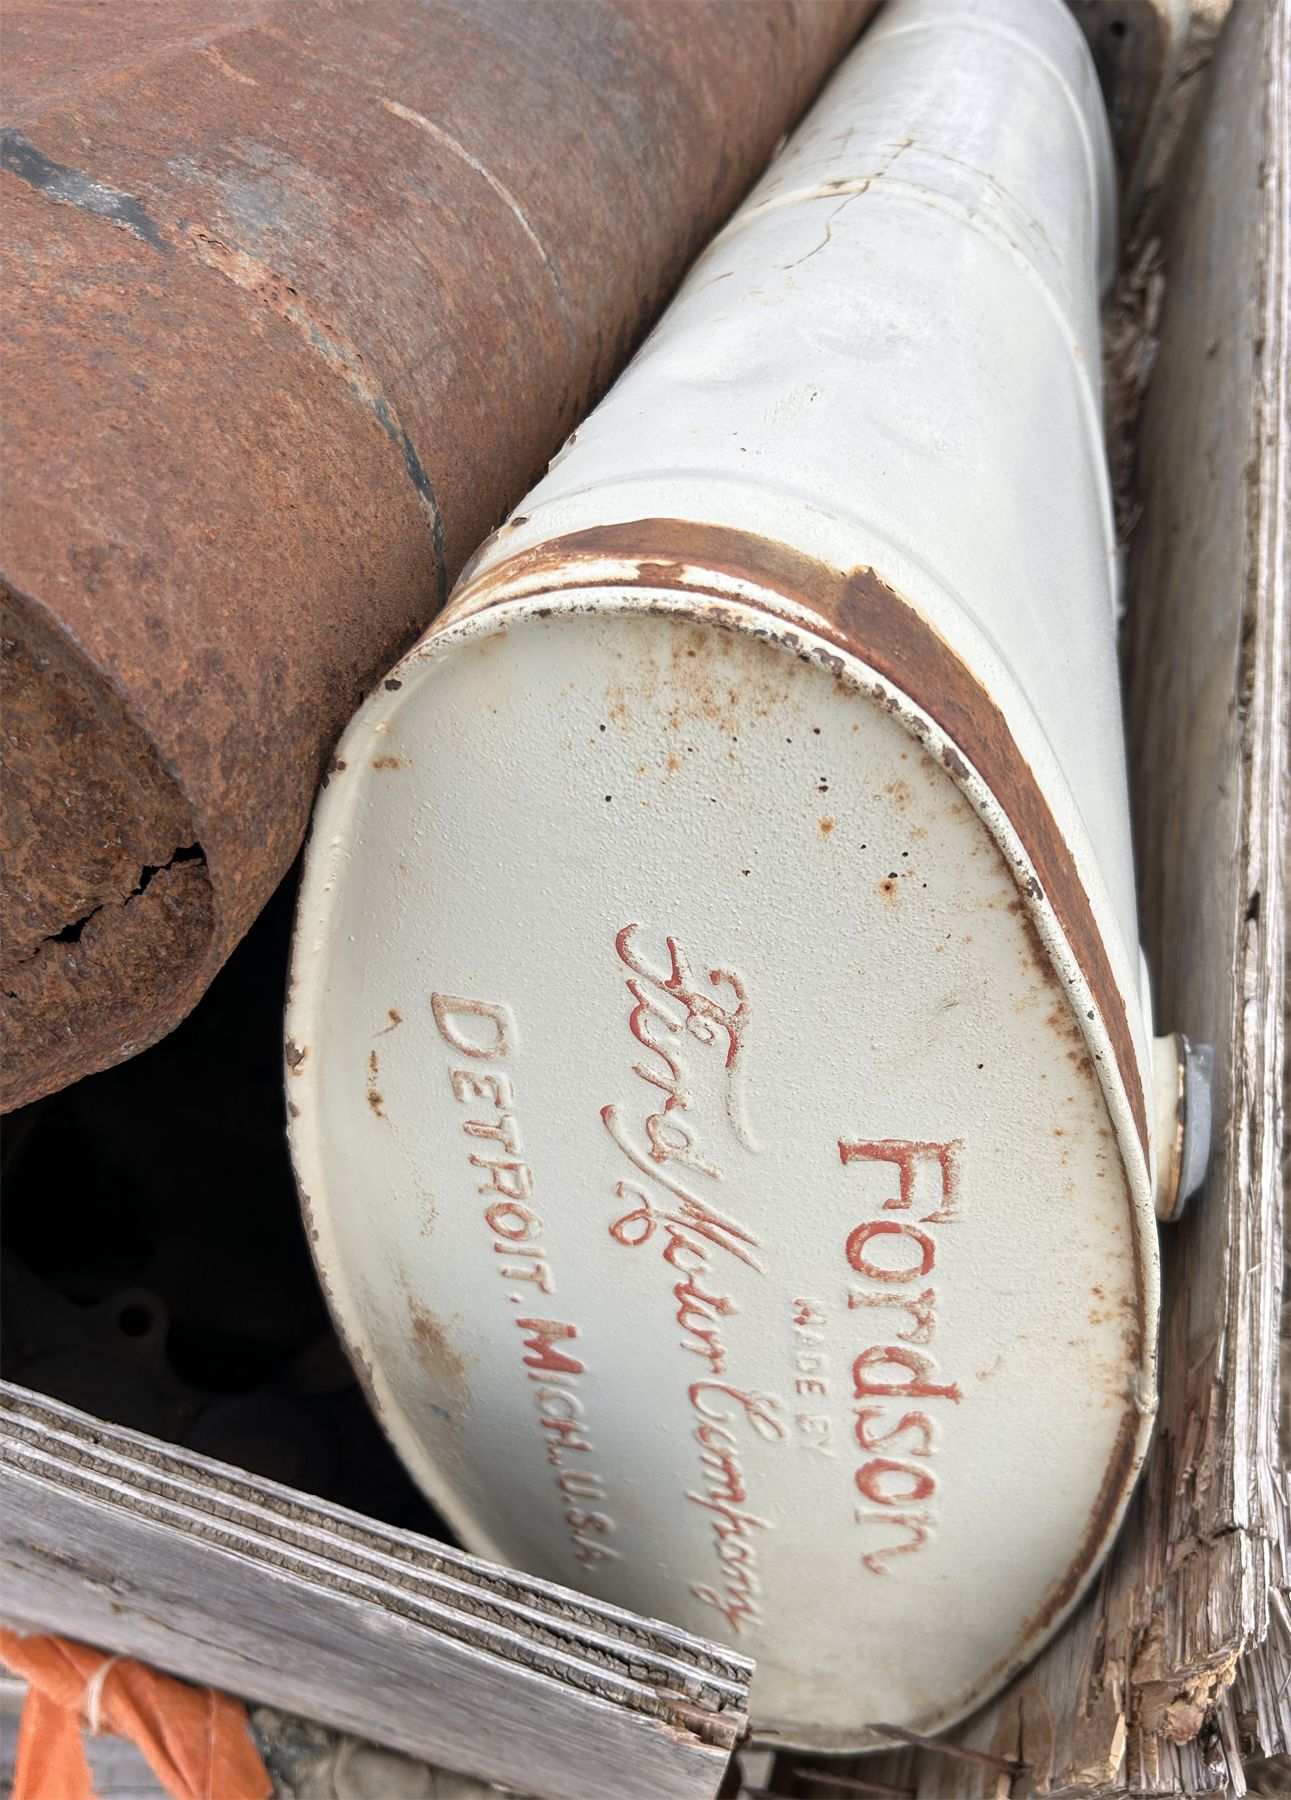 Fordson
MADE BY
Ford Motor Company
DETROIT. MICH. U.S.A.